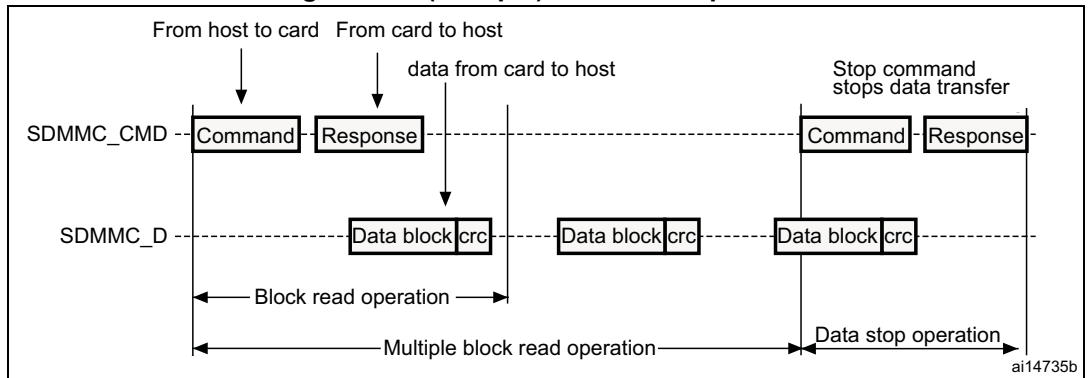 From host to card From card to host
data from card to host
Stop command
stops data transfer
SDMMC_CMD Command Response Command Response
SDMMC_D Data block crc Data block crc Data block crc
Block read operation
Multiple block read operation Data stop operation
ai14735b